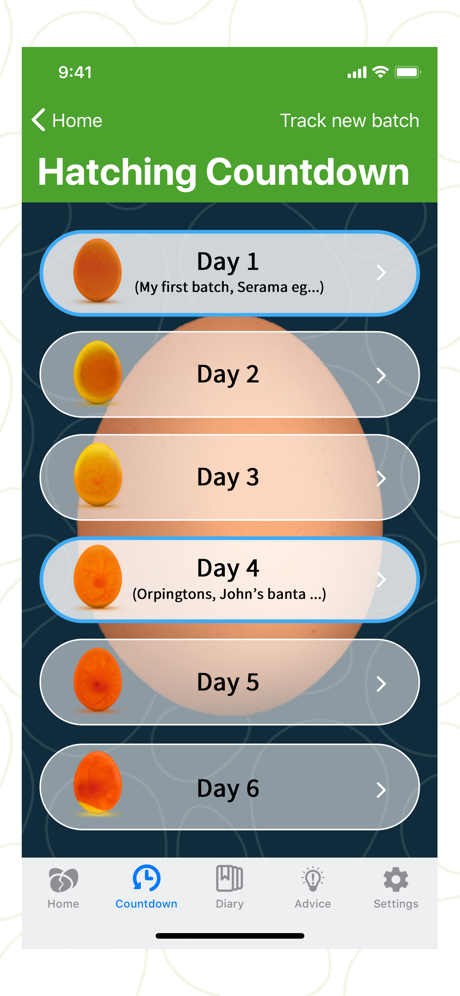 9:41
Home
Track new batch
Hatching Countdown
Day 1
(My first batch, Serama eg...)
Day 2
Day 3
Day 4
(Orpingtons, John’s banta ...)
Day 5
Day 6
Home
Countdown
Diary
Advice
Settings